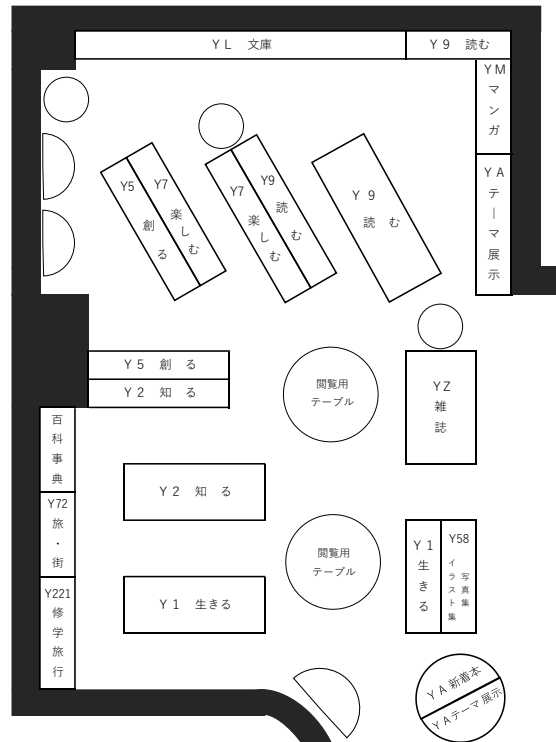 ＹＬ　文庫
Ｙ９　読む
ＹＭマンガ
ＹＡテーマ展示
Y5　創る
Y7　楽しむ
Y7　楽しむ
Y9　読む
Ｙ９
読　む
Ｙ５　創　る
Ｙ２　知　る
閲覧用
テーブル
ＹＺ
雑
誌
百科事典
Y72　旅・街
Y221　修学旅行
Ｙ２　知　る
Ｙ１　生きる
閲覧用
テーブル
Ｙ１　生きる
Y58　写真集
イラスト集
ＹＡ新着本
ＹＡテーマ展示